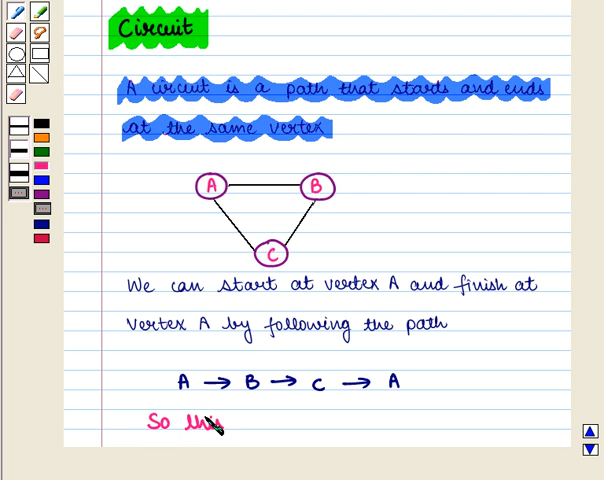 Circuit
A circuit is a path that starts and ends
at the same vertex
A B
C
We can start at vertex A and finish at
vertex A by following the path
A → B → C → A
So this